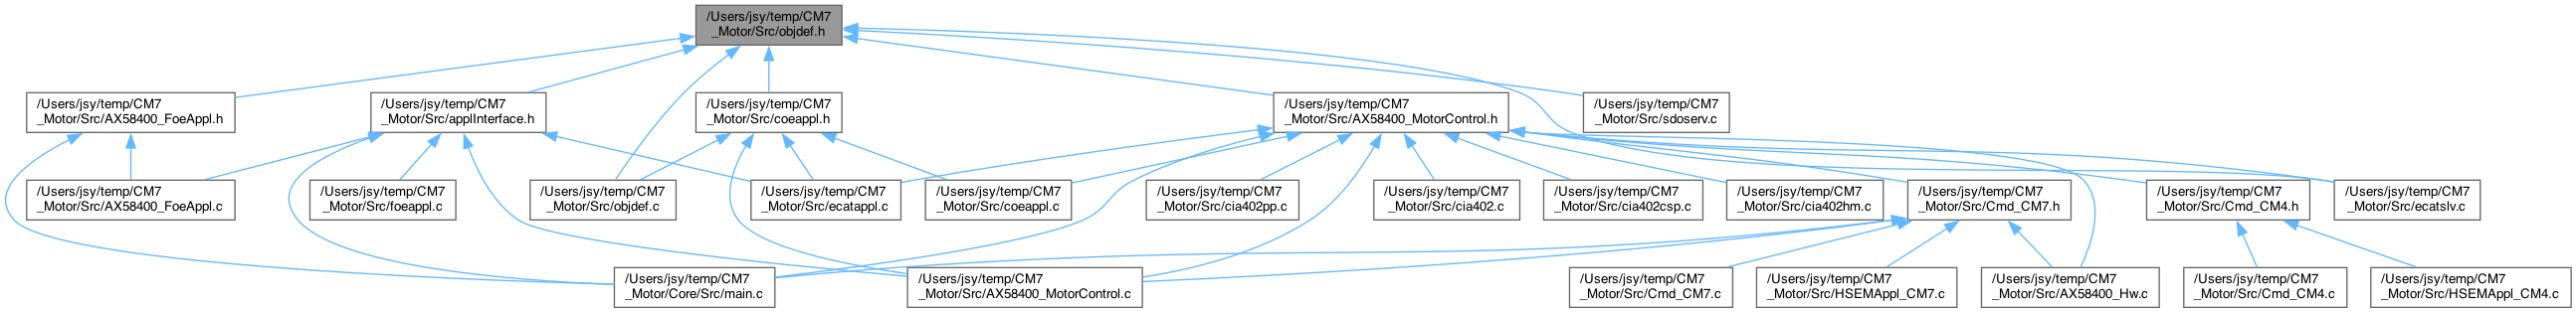 /Users/jsy/temp/CM7
_Motor/Src/objdef.h
/Users/jsy/temp/CM7
_Motor/Src/AX58400_FoeAppl.h
/Users/jsy/temp/CM7
_Motor/Src/applInterface.h
/Users/jsy/temp/CM7
_Motor/Src/coeappl.h
/Users/jsy/temp/CM7
_Motor/Src/AX58400_MotorControl.h
/Users/jsy/temp/CM7
_Motor/Src/sdoserv.c
/Users/jsy/temp/CM7
_Motor/Src/AX58400_FoeAppl.c
/Users/jsy/temp/CM7
_Motor/Src/foeappl.c
/Users/jsy/temp/CM7
_Motor/Src/objdef.c
/Users/jsy/temp/CM7
_Motor/Src/ecatappl.c
/Users/jsy/temp/CM7
_Motor/Src/coeappl.c
/Users/jsy/temp/CM7
_Motor/Src/cia402pp.c
/Users/jsy/temp/CM7
_Motor/Src/cia402.c
/Users/jsy/temp/CM7
_Motor/Src/cia402csp.c
/Users/jsy/temp/CM7
_Motor/Src/cia402hm.c
/Users/jsy/temp/CM7
_Motor/Src/Cmd_CM7.h
/Users/jsy/temp/CM7
_Motor/Src/Cmd_CM4.h
/Users/jsy/temp/CM7
_Motor/Src/ecatslv.c
/Users/jsy/temp/CM7
_Motor/Core/Src/main.c
/Users/jsy/temp/CM7
_Motor/Src/AX58400_MotorControl.c
/Users/jsy/temp/CM7
_Motor/Src/Cmd_CM7.c
/Users/jsy/temp/CM7
_Motor/Src/HSEMAppl_CM7.c
/Users/jsy/temp/CM7
_Motor/Src/AX58400_Hw.c
/Users/jsy/temp/CM7
_Motor/Src/Cmd_CM4.c
/Users/jsy/temp/CM7
_Motor/Src/HSEMAppl_CM4.c